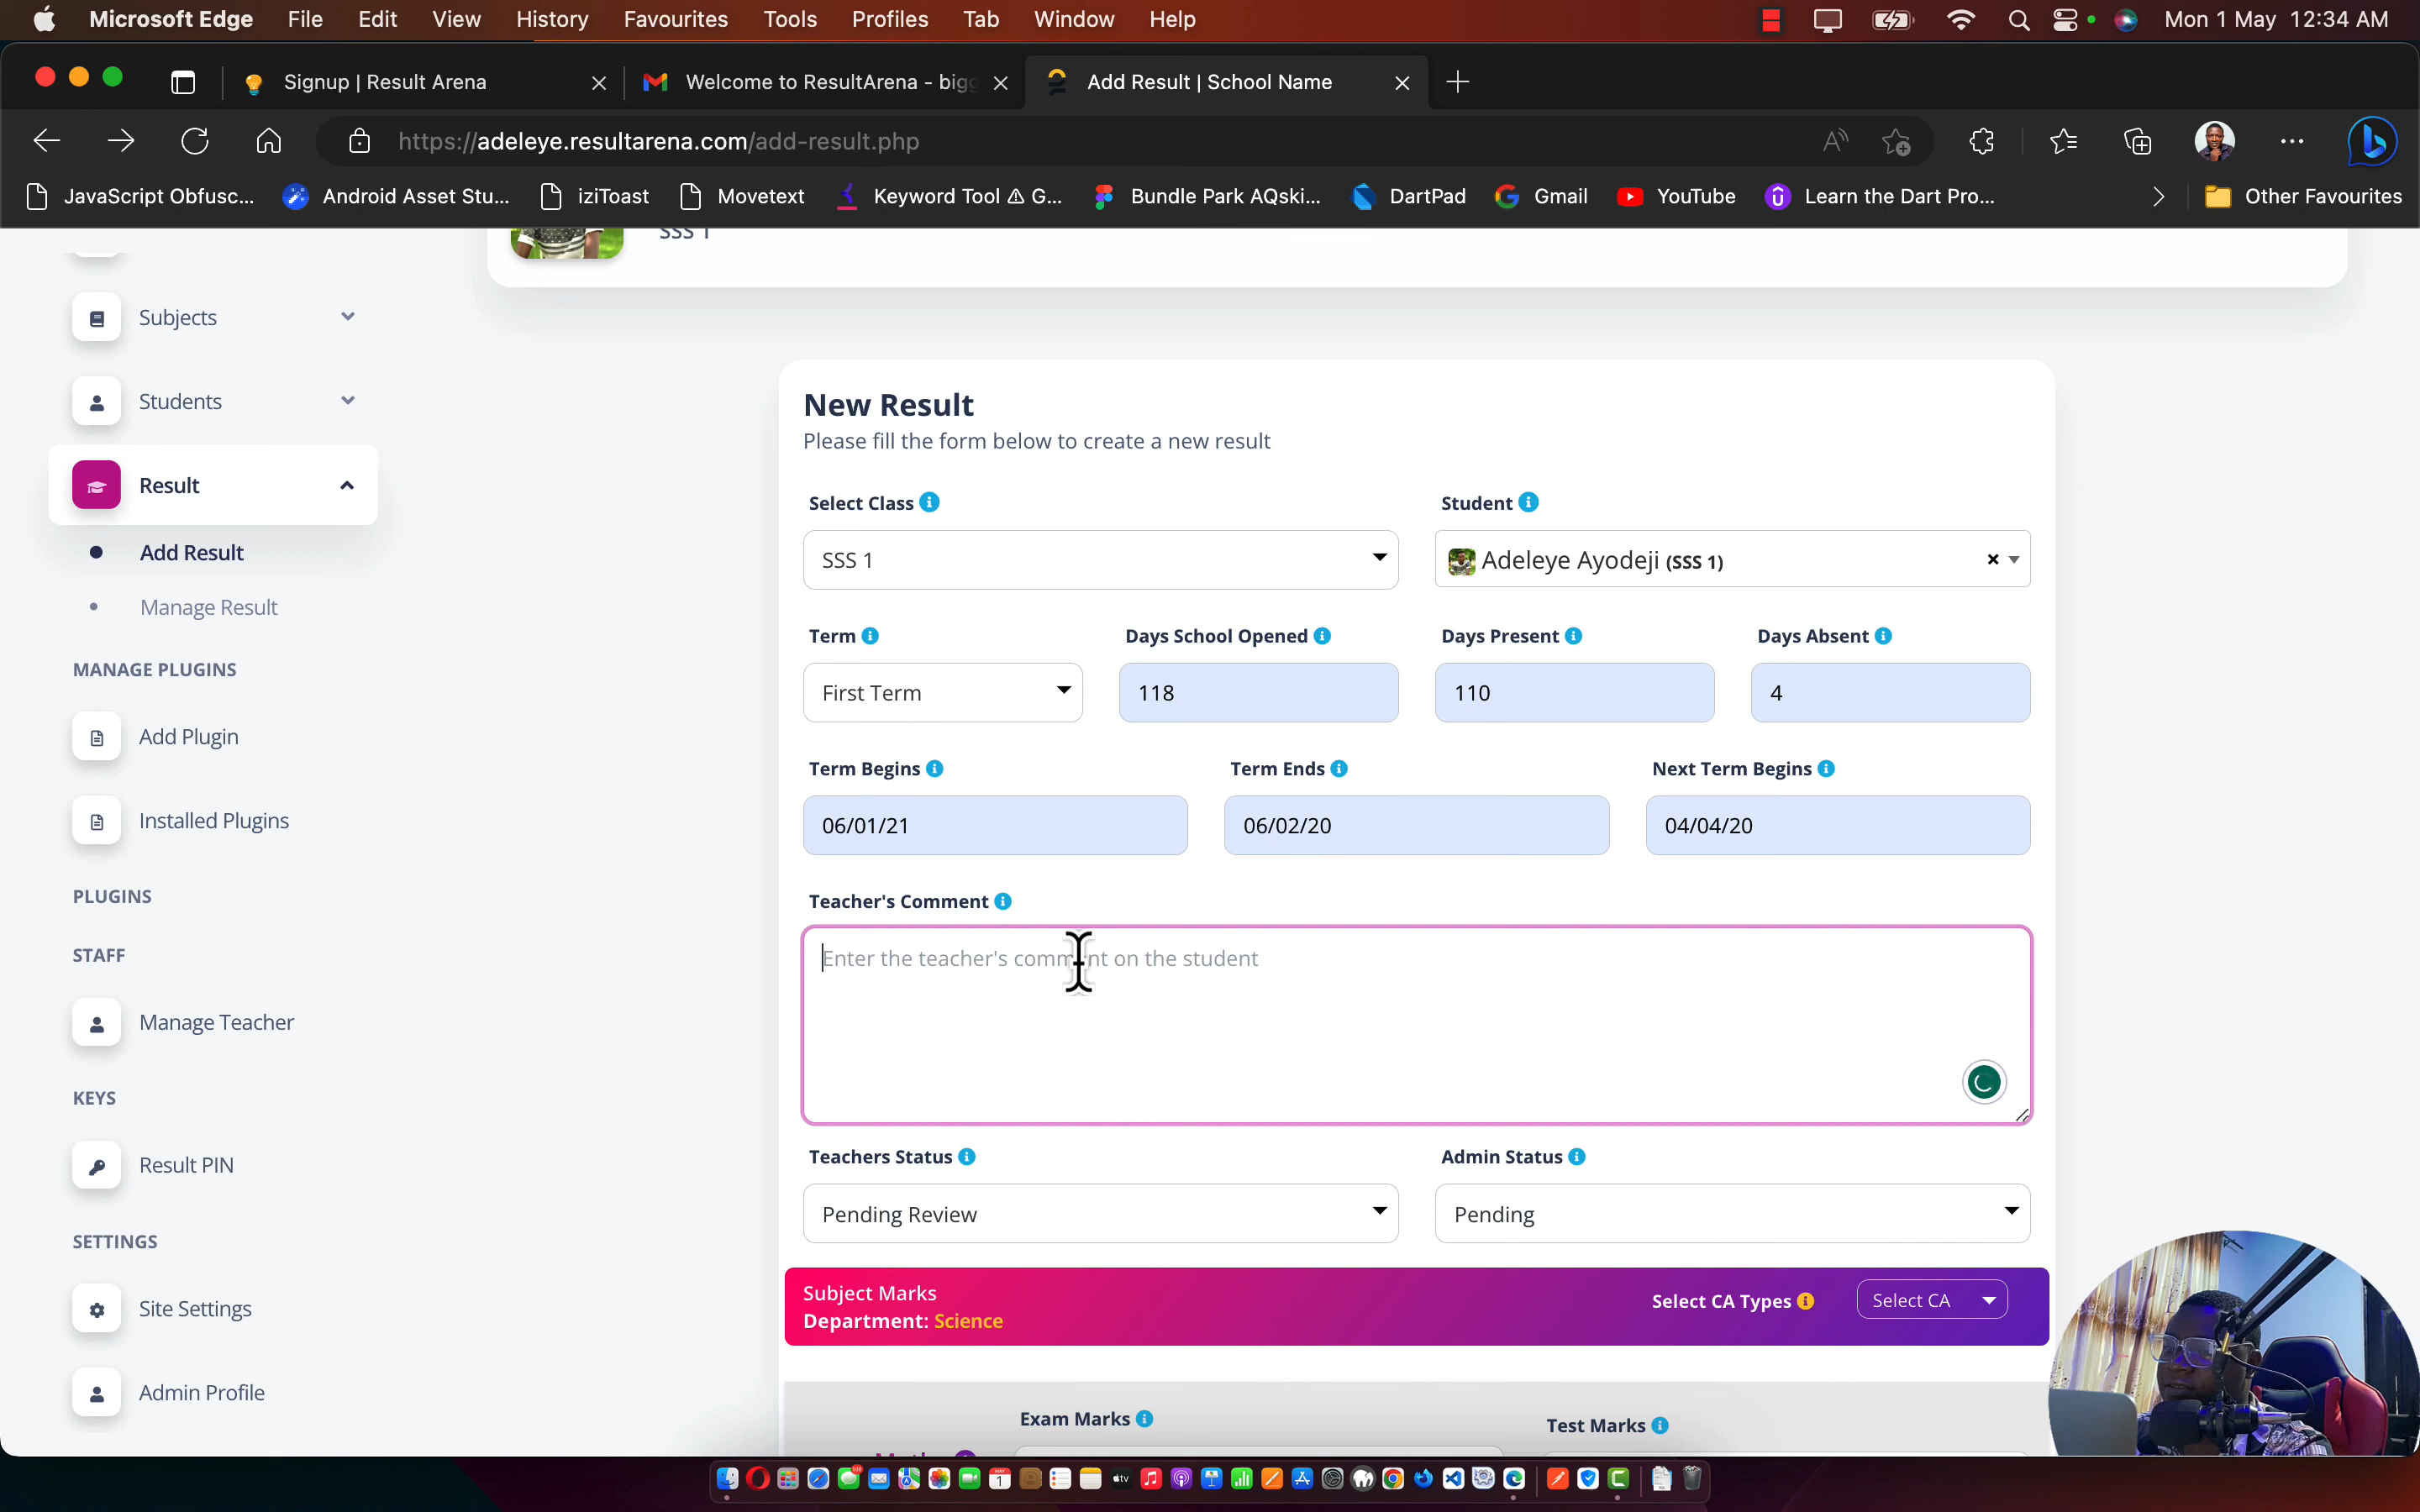 Microsoft Edge File Edit View History Favourites Tools Profiles Tab Window Help Mon 1 May 12:34 AM
Signup | Result Arena Welcome to ResultArena - bigg Add Result | School Name
https://adeleye.resultarena.com/add-result.php
JavaScript Obfusc... Android Asset Stu... iziToast Movetext Keyword Tool ⚠ G... Bundle Park AQski... DartPad Gmail YouTube Learn the Dart Pro... Other Favourites
SSS 1
Subjects
Students
Result
Add Result
Manage Result
MANAGE PLUGINS
Add Plugin
Installed Plugins
PLUGINS
STAFF
Manage Teacher
KEYS
Result PIN
SETTINGS
Site Settings
Admin Profile
New Result
Please fill the form below to create a new result
Select Class Student
SSS 1 Adeleye Ayodeji (SSS 1)
Term Days School Opened Days Present Days Absent
First Term 118 110 4
Term Begins Term Ends Next Term Begins
06/01/21 06/02/20 04/04/20
Teacher's Comment
Enter the teacher's comment on the student
Teachers Status Admin Status
Pending Review Pending
Subject Marks Select CA Types Select CA
Department: Science
Exam Marks Test Marks